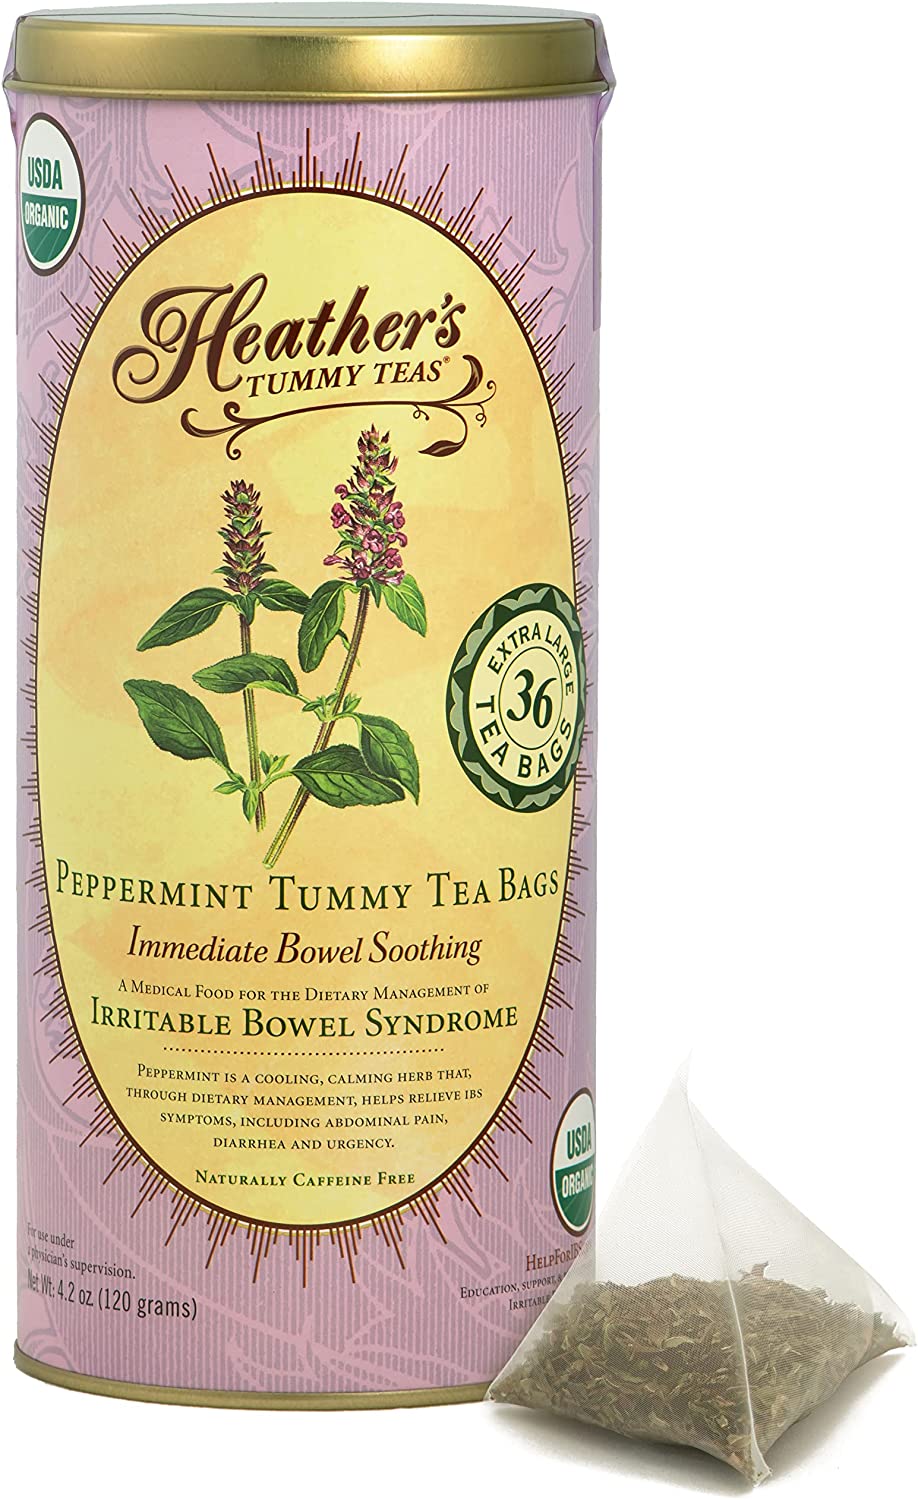 USDA
ORGANIC
Heather's
TUMMY TEAS®
EXTRA LARGE
36
TEA BAGS
PEPPERMINT TUMMY TEA BAGS
Immediate Bowel Soothing
A MEDICAL FOOD FOR THE DIETARY MANAGEMENT OF
IRRITABLE BOWEL SYNDROME
PEPPERMINT IS A COOLING, CALMING HERB THAT,
THROUGH DIETARY MANAGEMENT, HELPS RELIEVE IBS
SYMPTOMS, INCLUDING ABDOMINAL PAIN,
DIARRHEA AND URGENCY.
NATURALLY CAFFEINE FREE
USDA
ORGANIC
For use under
a physician's supervision.
Net Wt: 4.2 oz. (120 grams)
EDUCATION, SUPPORT,